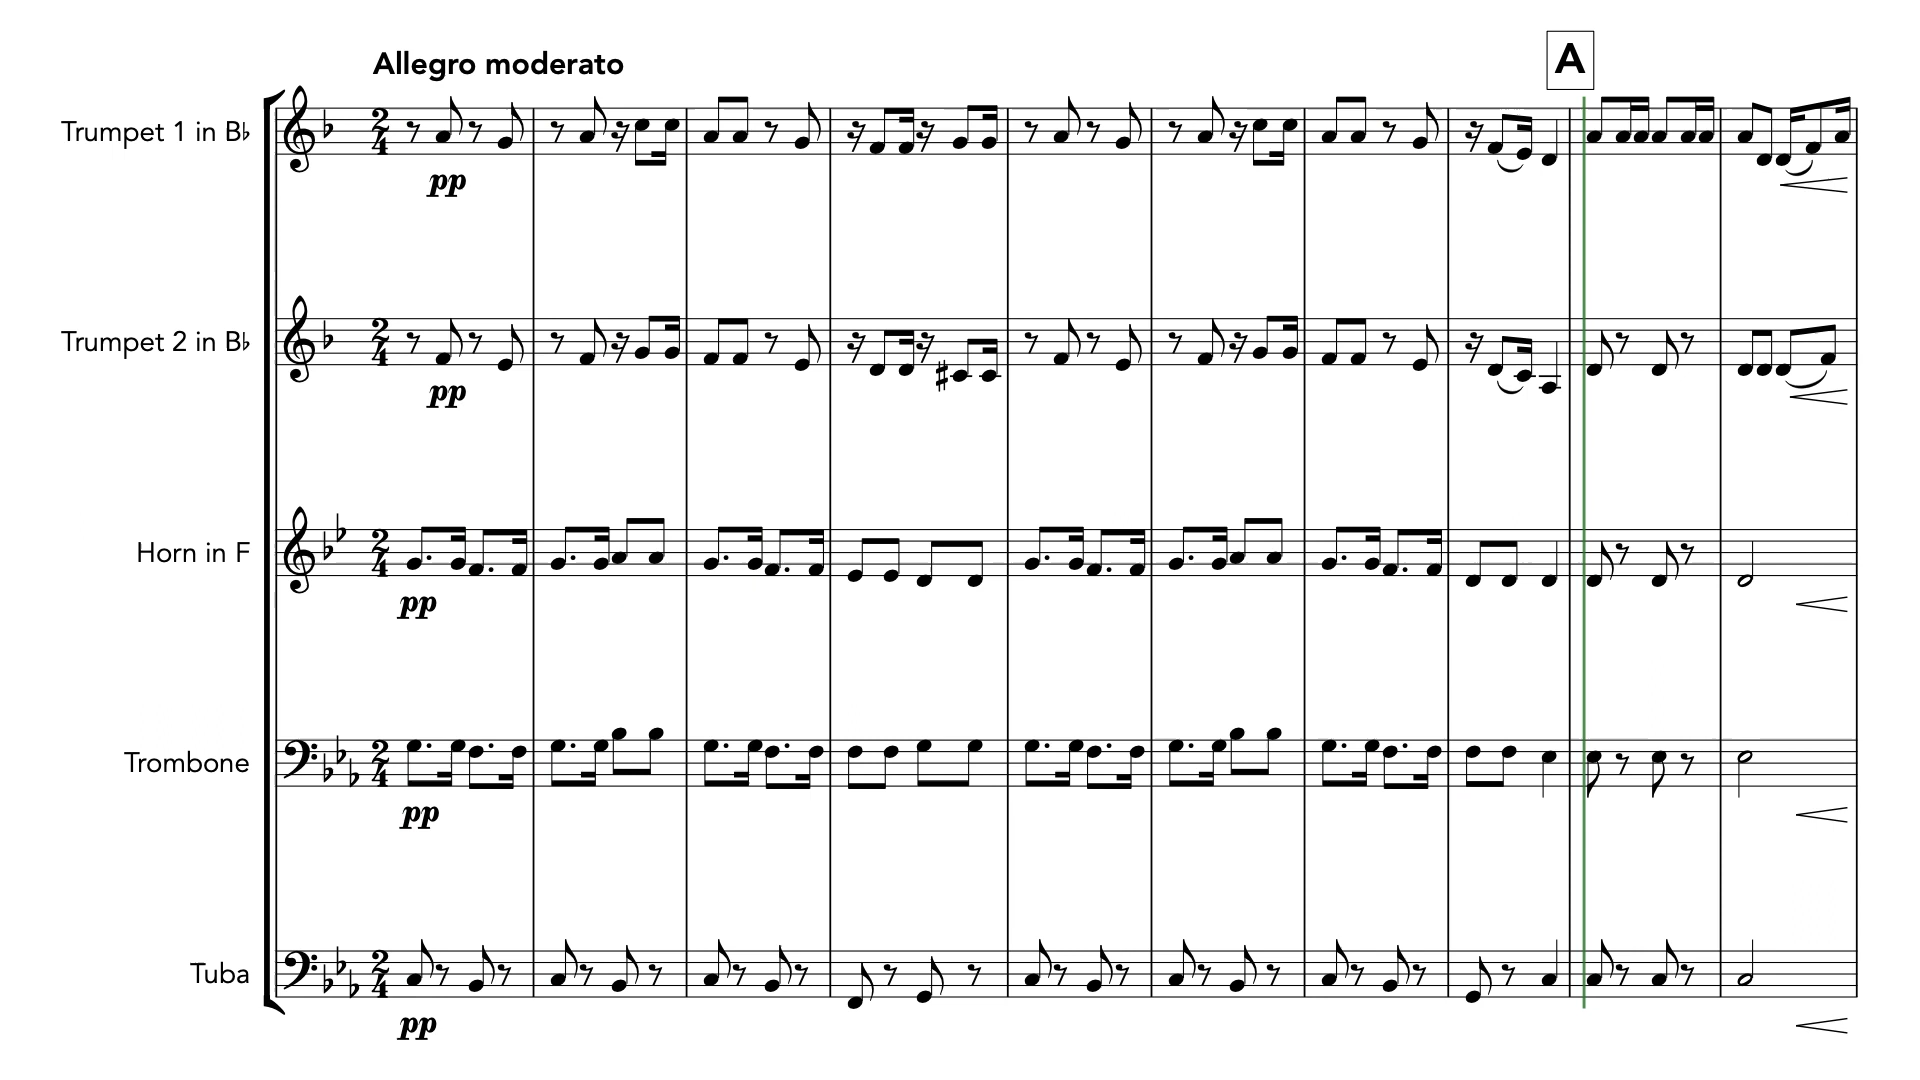 A
Allegro moderato
Trumpet 1 in B♭
pp
Trumpet 2 in B♭
pp
Horn in F
pp
Trombone
pp
Tuba
pp